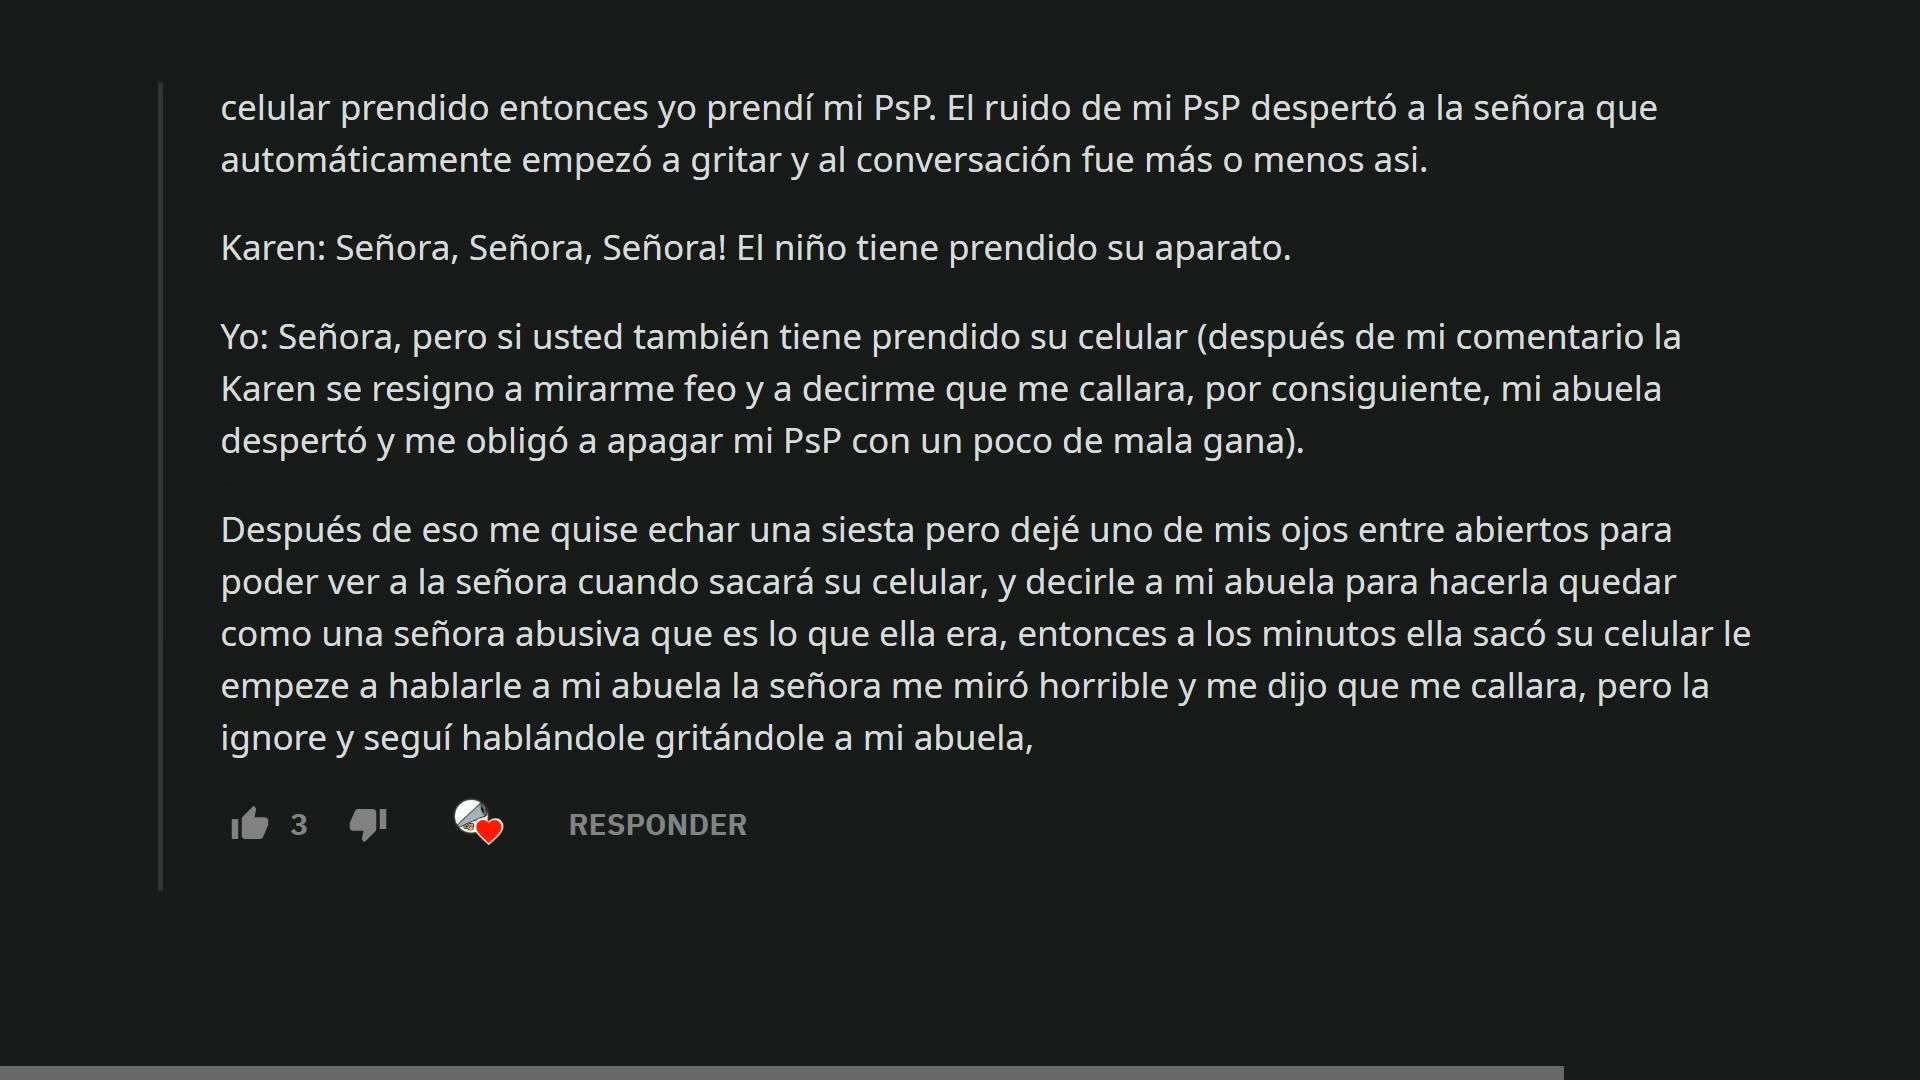 celular prendido entonces yo prendí mi PsP. El ruido de mi PsP despertó a la señora que
automáticamente empezó a gritar y al conversación fue más o menos asi.
Karen: Señora, Señora, Señora! El niño tiene prendido su aparato.
Yo: Señora, pero si usted también tiene prendido su celular (después de mi comentario la
Karen se resigno a mirarme feo y a decirme que me callara, por consiguiente, mi abuela
despertó y me obligó a apagar mi PsP con un poco de mala gana).
Después de eso me quise echar una siesta pero dejé uno de mis ojos entre abiertos para
poder ver a la señora cuando sacará su celular, y decirle a mi abuela para hacerla quedar
como una señora abusiva que es lo que ella era, entonces a los minutos ella sacó su celular le
empeze a hablarle a mi abuela la señora me miró horrible y me dijo que me callara, pero la
ignore y seguí hablándole gritándole a mi abuela,
3 RESPONDER